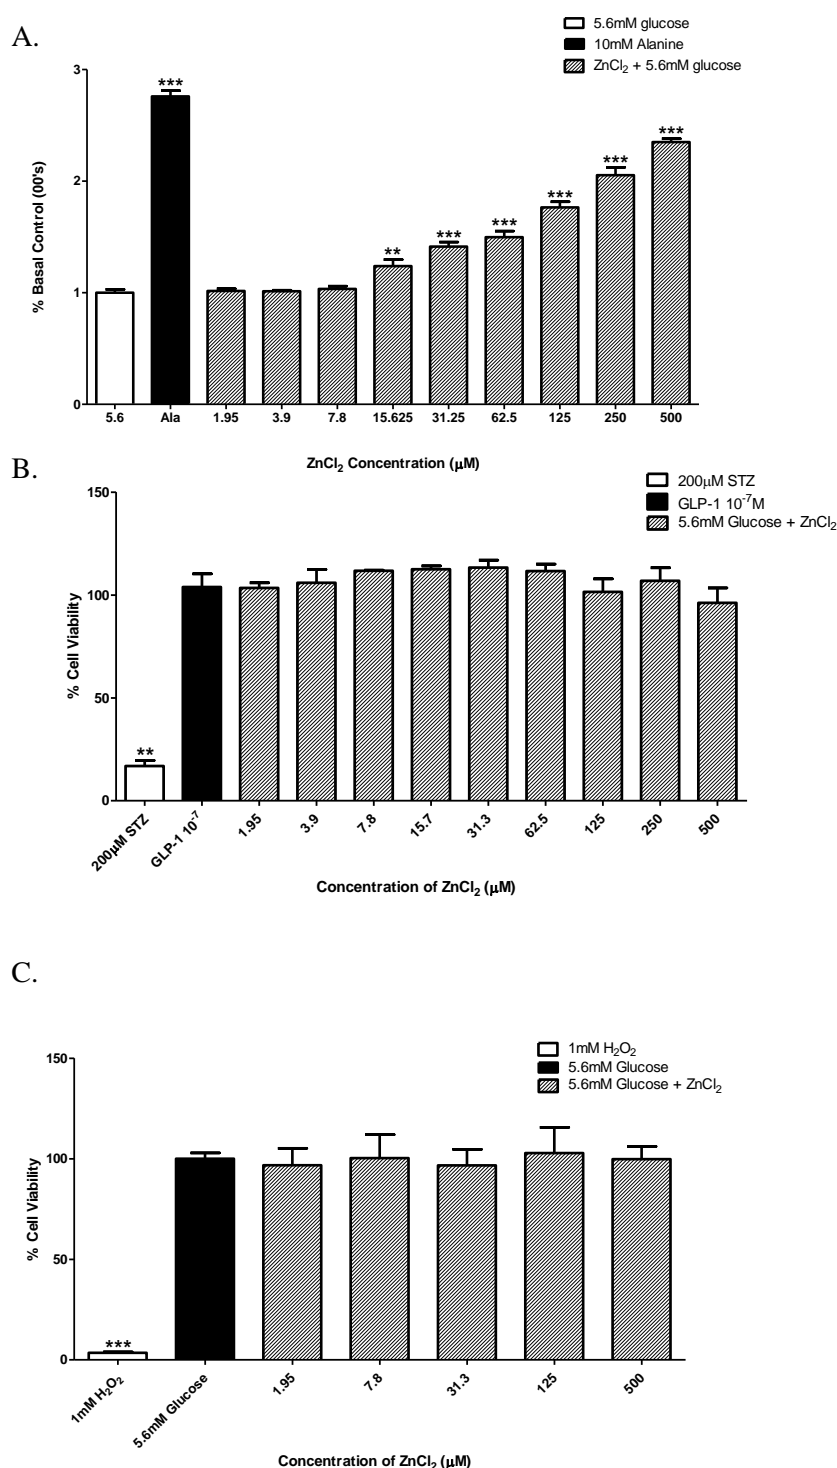 A.
5.6mM glucose
10mM Alanine
ZnCl₂ + 5.6mM glucose
% Basal Control (00's)
3
2
1
0
***
**
***
***
***
***
***
5.6 Ala 1.95 3.9 7.8 15.625 31.25 62.5 125 250 500
ZnCl₂ Concentration (μM)
B.
200μM STZ
GLP-1 10⁻⁷M
5.6mM Glucose + ZnCl₂
% Cell Viability
150
100
50
0
**
200μM STZ GLP-1 10⁻⁷ 1.95 3.9 7.8 15.7 31.3 62.5 125 250 500
Concentration of ZnCl₂ (μM)
C.
1mM H₂O₂
5.6mM Glucose
5.6mM Glucose + ZnCl₂
% Cell Viability
150
100
50
0
***
1mM H₂O₂ 5.6mM Glucose 1.95 7.8 31.3 125 500
Concentration of ZnCl₂ (μM)